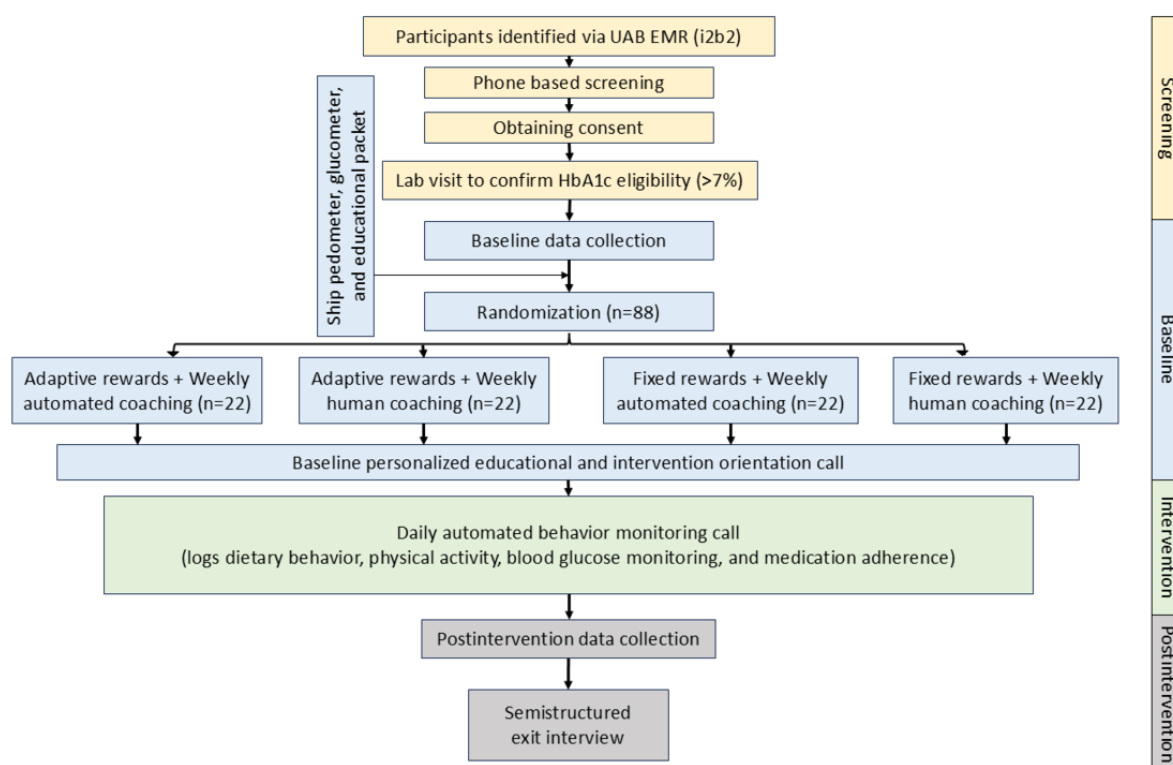 Participants identified via UAB EMR (i2b2)
Phone based screening
Obtaining consent
Lab visit to confirm HbA1c eligibility (>7%)
Screening
Ship pedometer, glucometer,
and educational packet
Baseline data collection
Randomization (n=88)
Adaptive rewards + Weekly
automated coaching (n=22)
Adaptive rewards + Weekly
human coaching (n=22)
Fixed rewards + Weekly
automated coaching (n=22)
Fixed rewards + Weekly
human coaching (n=22)
Baseline personalized educational and intervention orientation call
Baseline
Daily automated behavior monitoring call
(logs dietary behavior, physical activity, blood glucose monitoring, and medication adherence)
Intervention
Postintervention data collection
Semistructured
exit interview
Postintervention